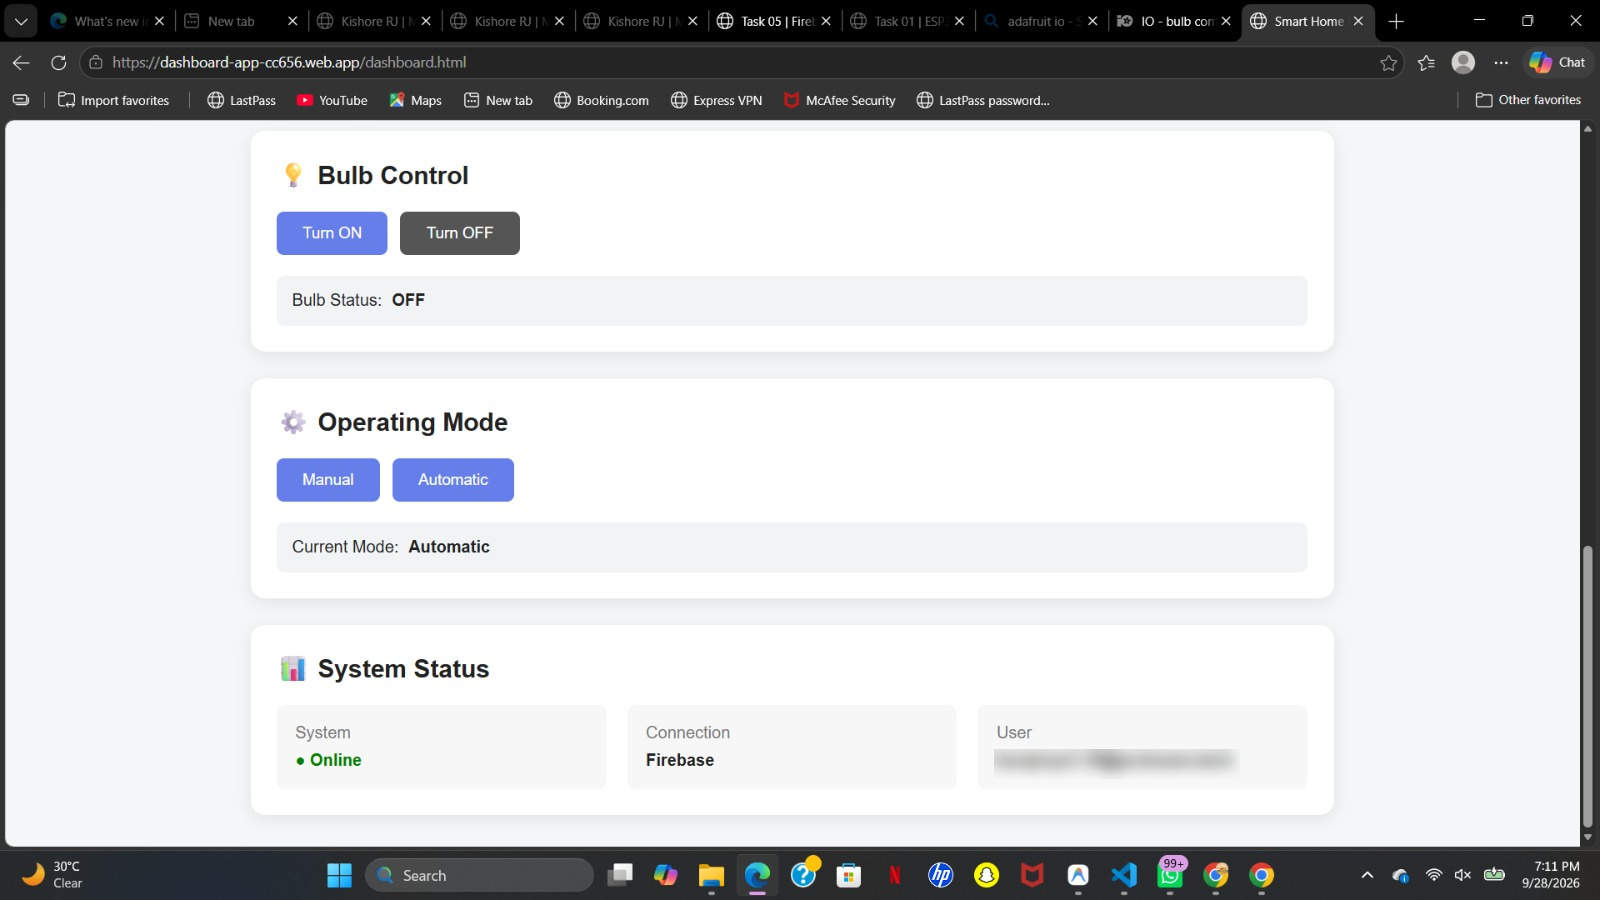 What's new i
New tab
Kishore RJ | M
Kishore RJ | M
Kishore RJ | M
Task 05 | Fire
Task 01 | ESP
adafruit io - S
IO - bulb con
Smart Home
https://dashboard-app-cc656.web.app/dashboard.html
Chat
Import favorites
LastPass
YouTube
Maps
New tab
Booking.com
Express VPN
McAfee Security
LastPass password...
Other favorites
Bulb Control
Turn ON
Turn OFF
Bulb Status: OFF
Operating Mode
Manual
Automatic
Current Mode: Automatic
System Status
System
● Online
Connection
Firebase
User
30°C
Clear
Search
99+
7:11 PM
9/28/2026